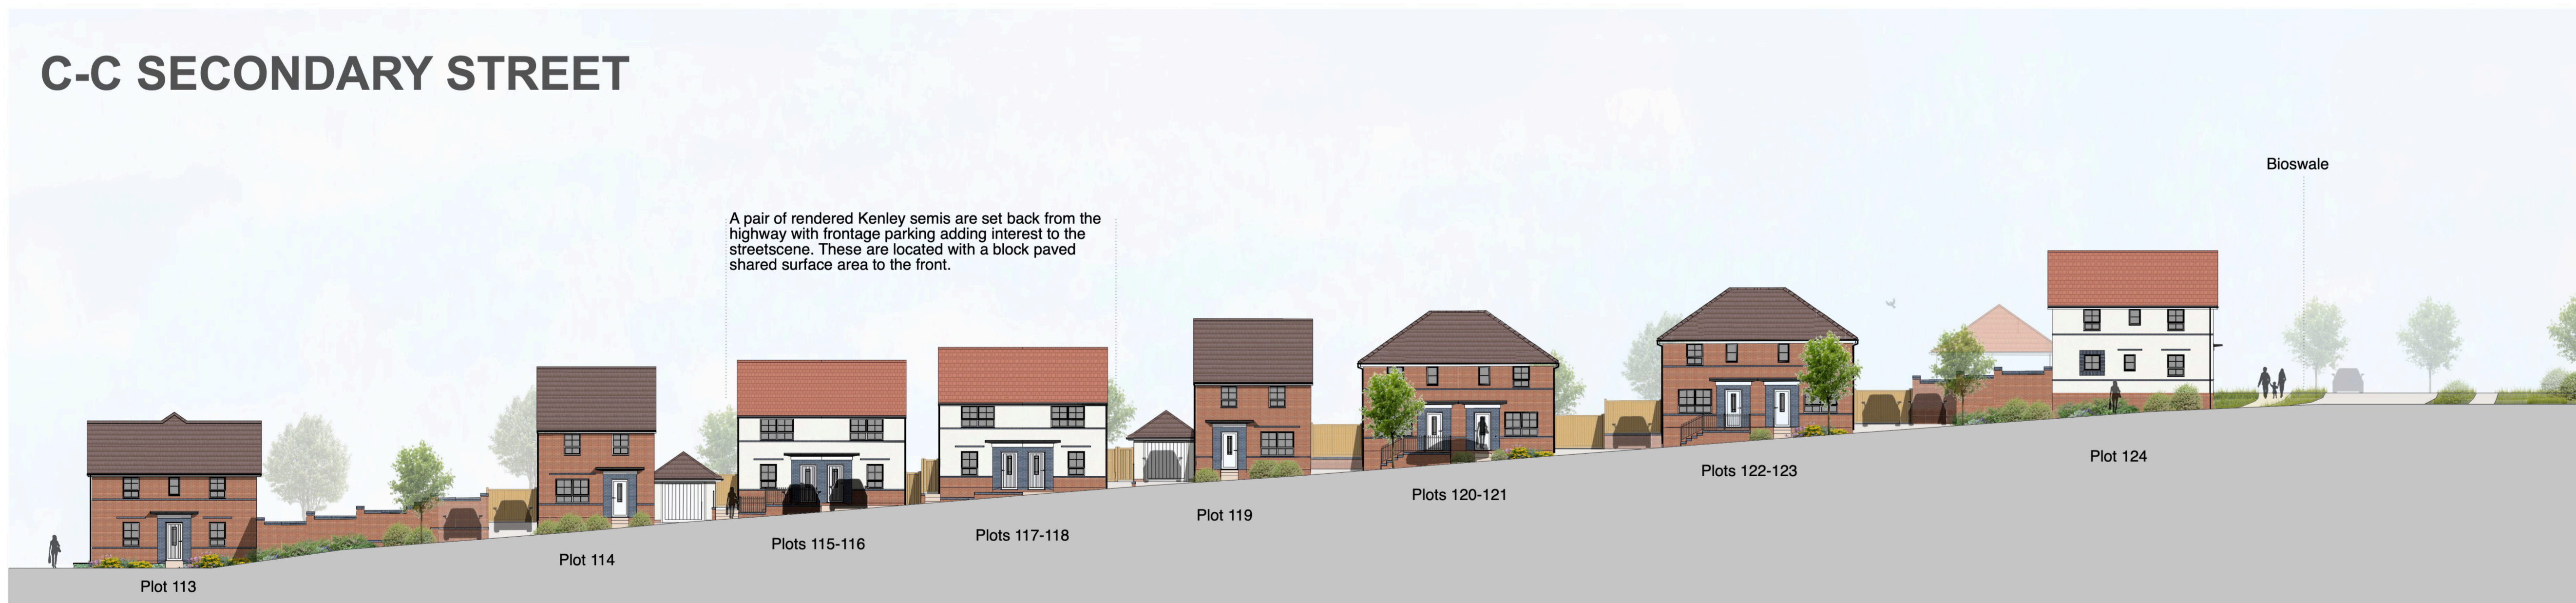 C-C SECONDARY STREET
Bioswale
A pair of rendered Kenley semis are set back from the
highway with frontage parking adding interest to the
streetscene. These are located with a block paved
shared surface area to the front.
Plot 113
Plot 114
Plots 115-116
Plots 117-118
Plot 119
Plots 120-121
Plots 122-123
Plot 124